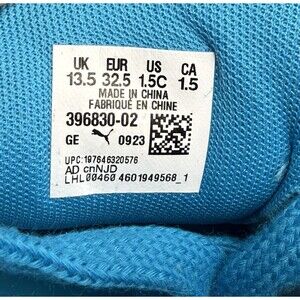 UK EUR US CA
13.5 32.5 1.5C 1.5
MADE IN CHINA
FABRIQUÉ EN CHINE
396830-02
GE 0923
UPC:197646320576
AD cnNJD
LHL00460 4601949568_1